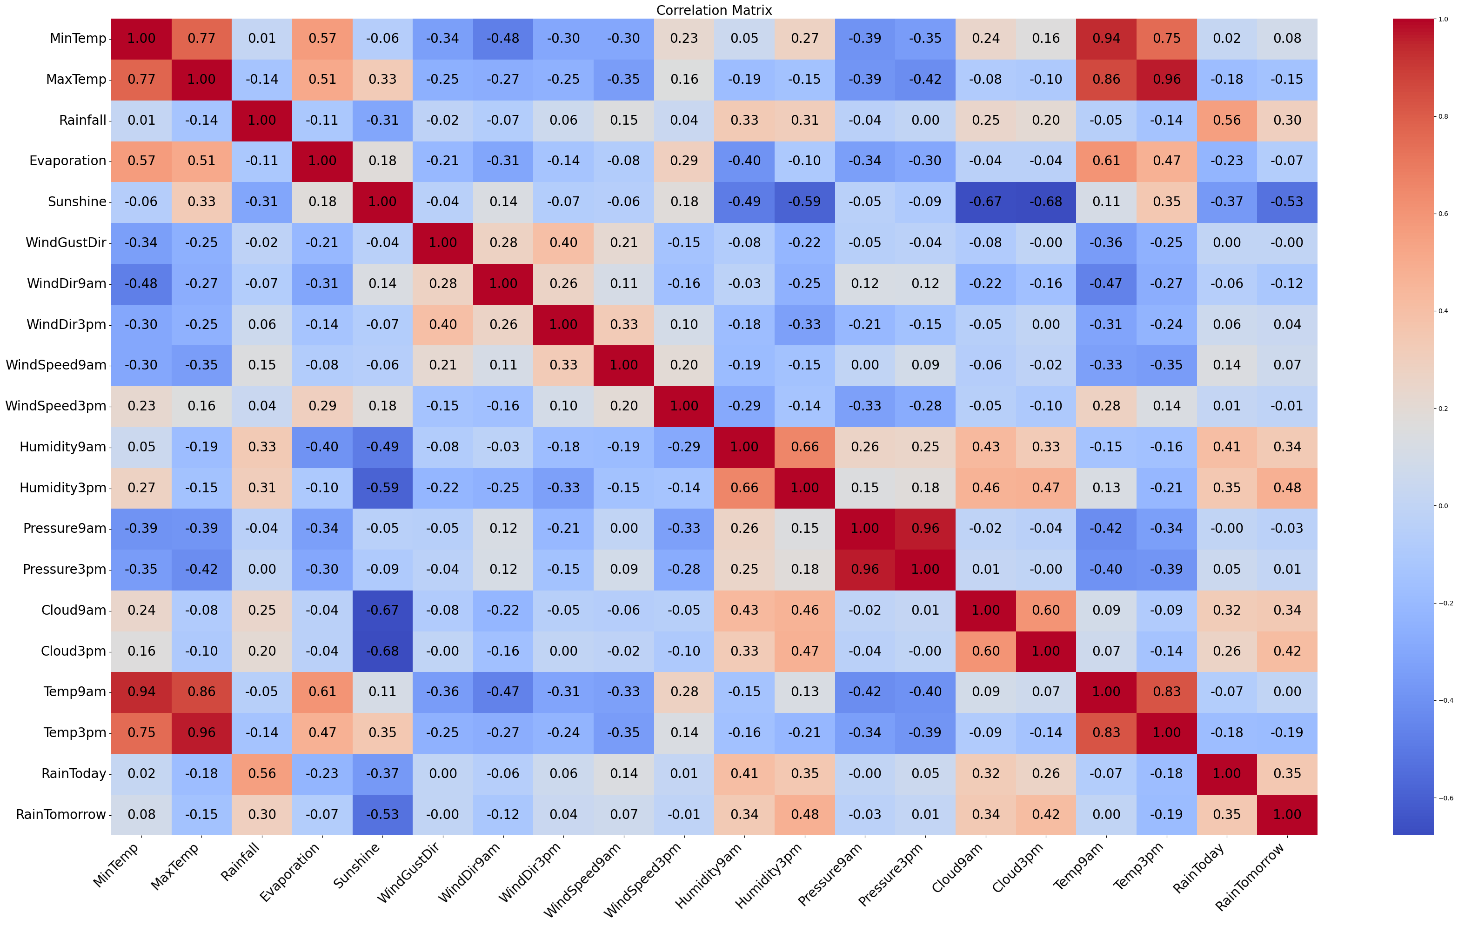 Correlation Matrix
MinTemp 1.00 0.77 0.01 0.57 -0.06 -0.34 -0.48 -0.30 -0.30 0.23 0.05 0.27 -0.39 -0.35 0.24 0.16 0.94 0.75 0.02 0.08
MaxTemp 0.77 1.00 -0.14 0.51 0.33 -0.25 -0.27 -0.25 -0.35 0.16 -0.19 -0.15 -0.39 -0.42 -0.08 -0.10 0.86 0.96 -0.18 -0.15
Rainfall 0.01 -0.14 1.00 -0.11 -0.31 -0.02 -0.07 0.06 0.15 0.04 0.33 0.31 -0.04 0.00 0.25 0.20 -0.05 -0.14 0.56 0.30
Evaporation 0.57 0.51 -0.11 1.00 0.18 -0.21 -0.31 -0.14 -0.08 0.29 -0.40 -0.10 -0.34 -0.30 -0.04 -0.04 0.61 0.47 -0.23 -0.07
Sunshine -0.06 0.33 -0.31 0.18 1.00 -0.04 0.14 -0.07 -0.06 0.18 -0.49 -0.59 -0.05 -0.09 -0.67 -0.68 0.11 0.35 -0.37 -0.53
WindGustDir -0.34 -0.25 -0.02 -0.21 -0.04 1.00 0.28 0.40 0.21 -0.15 -0.08 -0.22 -0.05 -0.04 -0.08 -0.00 -0.36 -0.25 0.00 -0.00
WindDir9am -0.48 -0.27 -0.07 -0.31 0.14 0.28 1.00 0.26 0.11 -0.16 -0.03 -0.25 0.12 0.12 -0.22 -0.16 -0.47 -0.27 -0.06 -0.12
WindDir3pm -0.30 -0.25 0.06 -0.14 -0.07 0.40 0.26 1.00 0.33 0.10 -0.18 -0.33 -0.21 -0.15 -0.05 0.00 -0.31 -0.24 0.06 0.04
WindSpeed9am -0.30 -0.35 0.15 -0.08 -0.06 0.21 0.11 0.33 1.00 0.20 -0.19 -0.15 0.00 0.09 -0.06 -0.02 -0.33 -0.35 0.14 0.07
WindSpeed3pm 0.23 0.16 0.04 0.29 0.18 -0.15 -0.16 0.10 0.20 1.00 -0.29 -0.14 -0.33 -0.28 -0.05 -0.10 0.28 0.14 0.01 -0.01
Humidity9am 0.05 -0.19 0.33 -0.40 -0.49 -0.08 -0.03 -0.18 -0.19 -0.29 1.00 0.66 0.26 0.25 0.43 0.33 -0.15 -0.16 0.41 0.34
Humidity3pm 0.27 -0.15 0.31 -0.10 -0.59 -0.22 -0.25 -0.33 -0.15 -0.14 0.66 1.00 0.15 0.18 0.46 0.47 0.13 -0.21 0.35 0.48
Pressure9am -0.39 -0.39 -0.04 -0.34 -0.05 -0.05 0.12 -0.21 0.00 -0.33 0.26 0.15 1.00 0.96 -0.02 -0.04 -0.42 -0.34 -0.00 -0.03
Pressure3pm -0.35 -0.42 0.00 -0.30 -0.09 -0.04 0.12 -0.15 0.09 -0.28 0.25 0.18 0.96 1.00 0.01 -0.00 -0.40 -0.39 0.05 0.01
Cloud9am 0.24 -0.08 0.25 -0.04 -0.67 -0.08 -0.22 -0.05 -0.06 -0.05 0.43 0.46 -0.02 0.01 1.00 0.60 0.09 -0.09 0.32 0.34
Cloud3pm 0.16 -0.10 0.20 -0.04 -0.68 -0.00 -0.16 0.00 -0.02 -0.10 0.33 0.47 -0.04 -0.00 0.60 1.00 0.07 -0.14 0.26 0.42
Temp9am 0.94 0.86 -0.05 0.61 0.11 -0.36 -0.47 -0.31 -0.33 0.28 -0.15 0.13 -0.42 -0.40 0.09 0.07 1.00 0.83 -0.07 0.00
Temp3pm 0.75 0.96 -0.14 0.47 0.35 -0.25 -0.27 -0.24 -0.35 0.14 -0.16 -0.21 -0.34 -0.39 -0.09 -0.14 0.83 1.00 -0.18 -0.19
RainToday 0.02 -0.18 0.56 -0.23 -0.37 0.00 -0.06 0.06 0.14 0.01 0.41 0.35 -0.00 0.05 0.32 0.26 -0.07 -0.18 1.00 0.35
RainTomorrow 0.08 -0.15 0.30 -0.07 -0.53 -0.00 -0.12 0.04 0.07 -0.01 0.34 0.48 -0.03 0.01 0.34 0.42 0.00 -0.19 0.35 1.00
MinTemp MaxTemp Rainfall Evaporation Sunshine WindGustDir WindDir9am WindDir3pm WindSpeed9am WindSpeed3pm Humidity9am Humidity3pm Pressure9am Pressure3pm Cloud9am Cloud3pm Temp9am Temp3pm RainToday RainTomorrow
1.0
0.8
0.6
0.4
0.2
0.0
−0.2
−0.4
−0.6